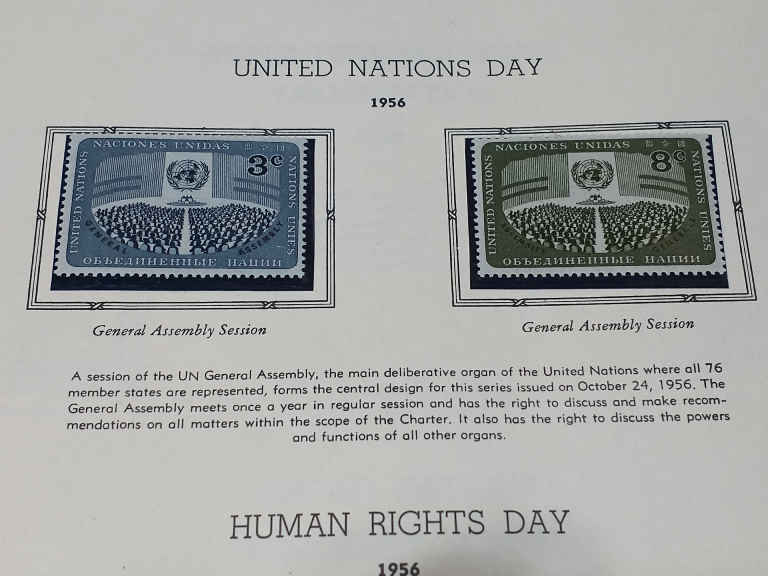 UNITED NATIONS DAY
1956
NACIONES UNIDAS
3c
UNITED NATIONS
NATIONS UNIES
GENERAL ASSEMBLY
ОБЪЕДИНЕННЫЕ НАЦИИ
NACIONES UNIDAS
8c
UNITED NATIONS
NATIONS UNIES
ОБЪЕДИНЕННЫЕ НАЦИИ
General Assembly Session
General Assembly Session
A session of the UN General Assembly, the main deliberative organ of the United Nations where all 76
member states are represented, forms the central design for this series issued on October 24, 1956. The
General Assembly meets once a year in regular session and has the right to discuss and make recom-
mendations on all matters within the scope of the Charter. It also has the right to discuss the powers
and functions of all other organs.
HUMAN RIGHTS DAY
1956